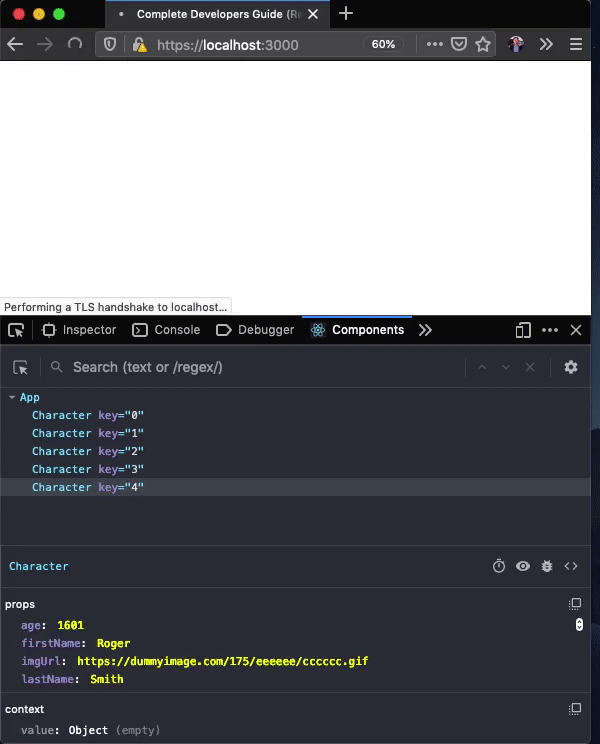 Complete Developers Guide (Re
https://localhost:3000
60%
Performing a TLS handshake to localhost...
Inspector
Console
Debugger
Components
Search (text or /regex/)
App
Character key="0"
Character key="1"
Character key="2"
Character key="3"
Character key="4"
Character
props
age: 1601
firstName: Roger
imgUrl: https://dummyimage.com/175/eeeeee/cccccc.gif
lastName: Smith
context
value: Object (empty)